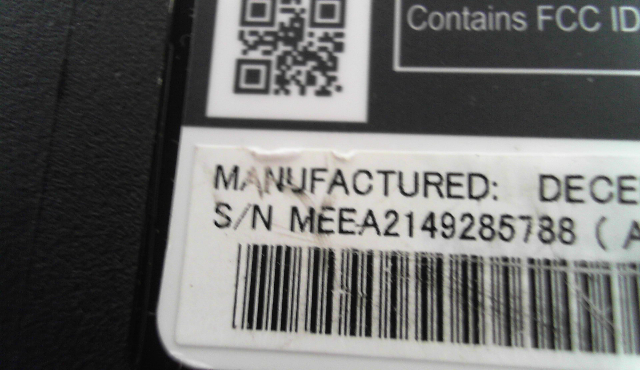 Contains FCC ID
MANUFACTURED: DECE
S/N MEEA2149285788 ( A